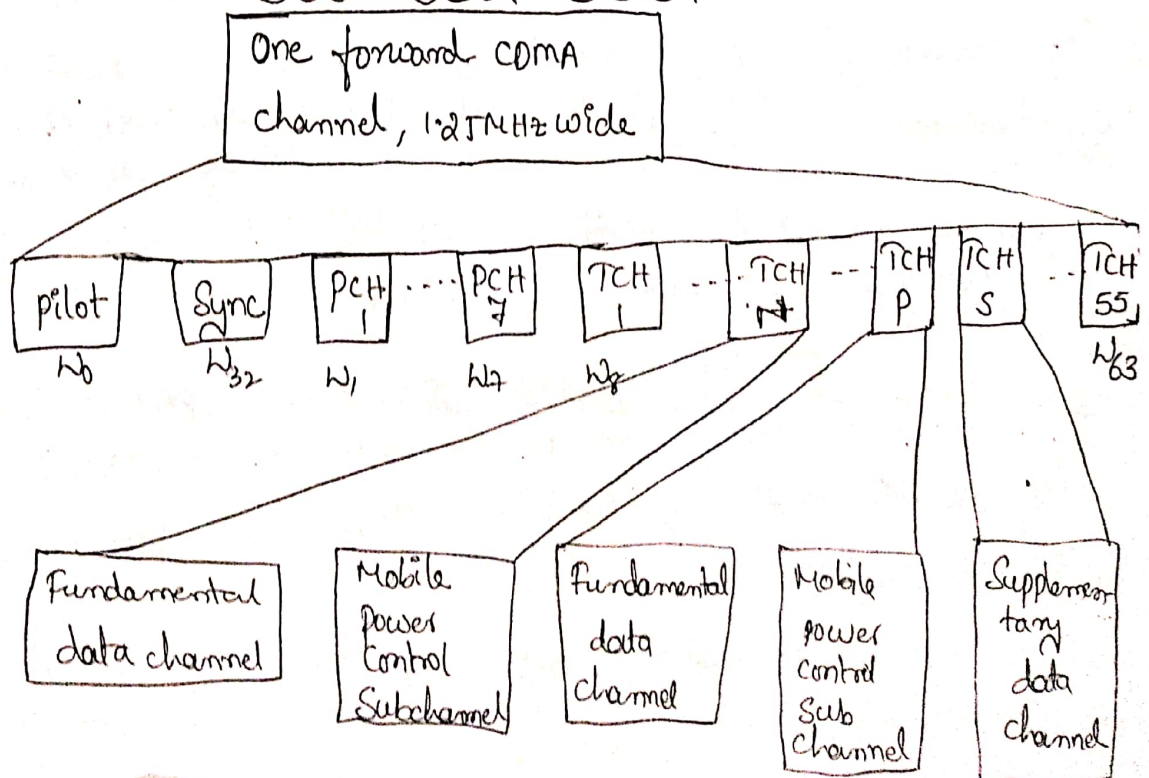 One forward CDMA
channel, 1.25MHz wide
Pilot
Sync
PCH
1
....
PCH
7
TCH
1
...
TCH
N
---
TCH
P
TCH
S
...
TCH
55
W0
W32
W1
W7
W8
W63
Fundamental
data channel
Mobile
power
control
Subchannel
Fundamental
data
channel
Mobile
power
control
Sub
channel
Supplemen
tary
data
channel